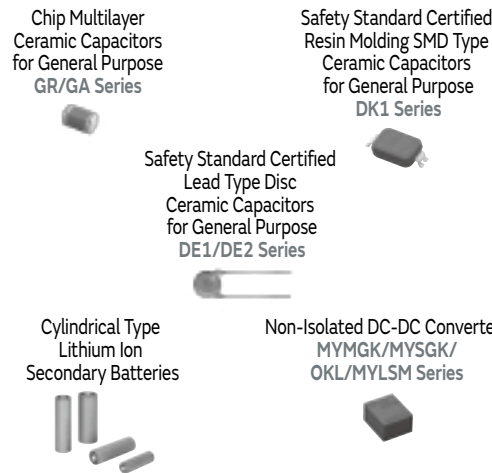 Chip Multilayer
Ceramic Capacitors
for General Purpose
GR/GA Series
Safety Standard Certified
Resin Molding SMD Type
Ceramic Capacitors
for General Purpose
DK1 Series
Safety Standard Certified
Lead Type Disc
Ceramic Capacitors
for General Purpose
DE1/DE2 Series
Cylindrical Type
Lithium Ion
Secondary Batteries
Non-Isolated DC-DC Converte
MYMGK/MYSGK/
OKL/MYLSM Series